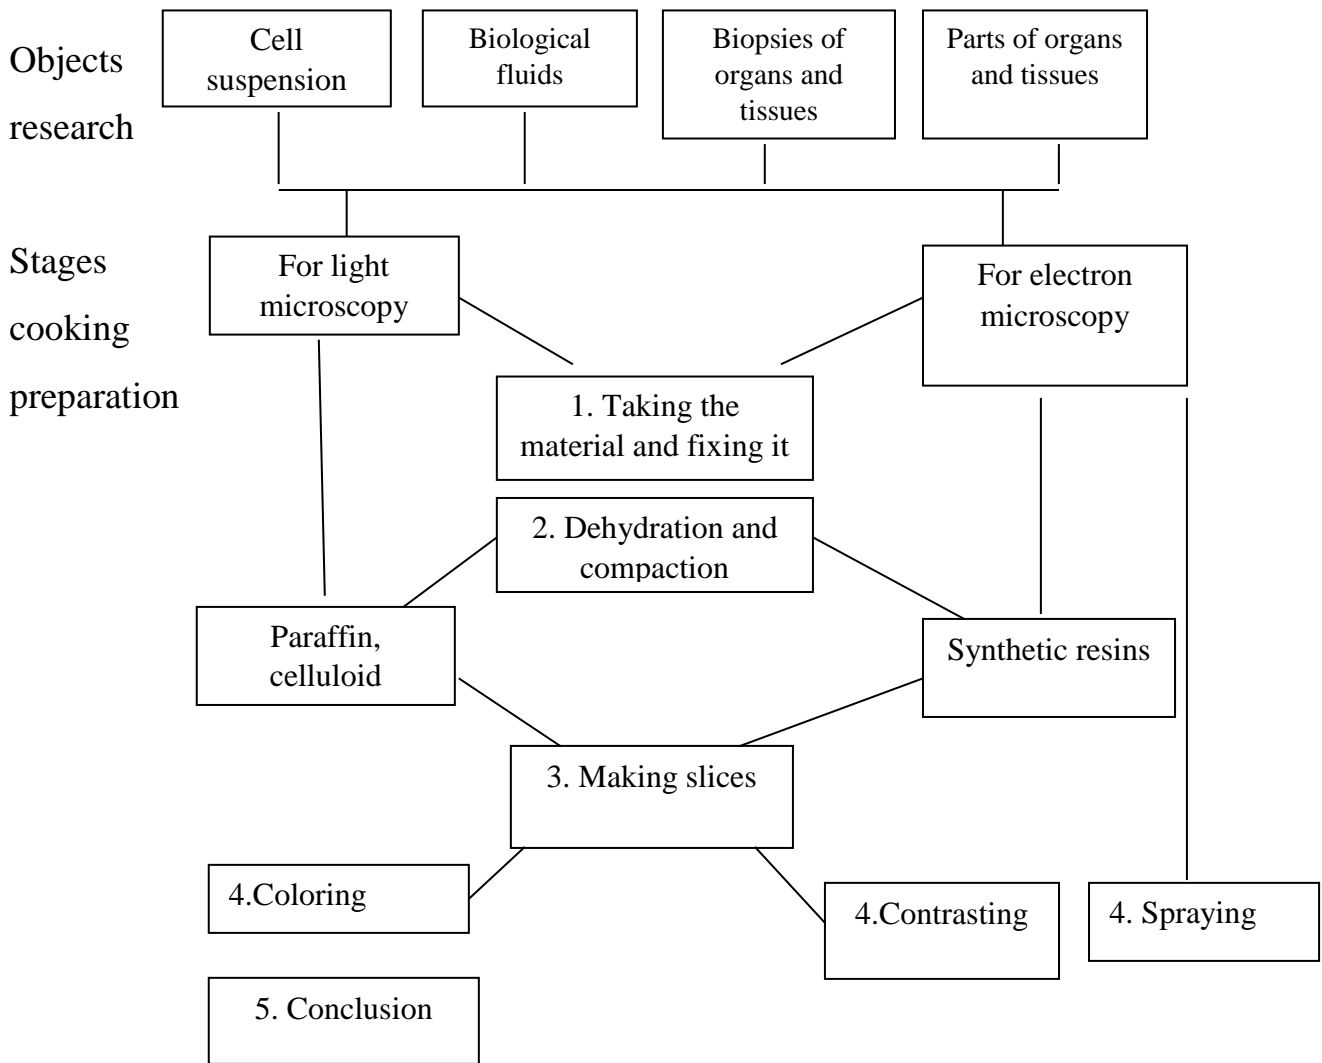 Objects
research
Cell
suspension
Biological
fluids
Biopsies of
organs and
tissues
Parts of organs
and tissues
Stages
cooking
preparation
For light
microscopy
For electron
microscopy
1. Taking the
material and fixing it
2. Dehydration and
compaction
Paraffin,
celluloid
Synthetic resins
3. Making slices
4.Coloring
4.Contrasting
4. Spraying
5. Conclusion